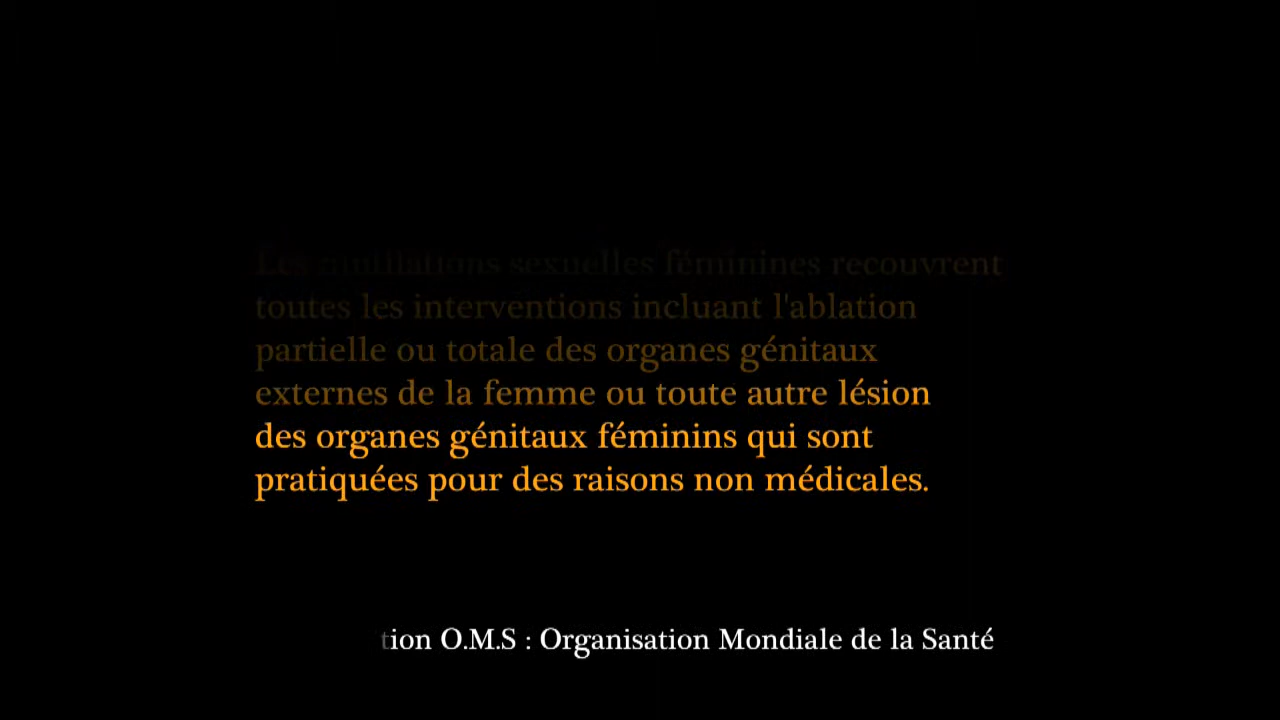 Les mutilations sexuelles féminines recouvrent
toutes les interventions incluant l'ablation
partielle ou totale des organes génitaux
externes de la femme ou toute autre lésion
des organes génitaux féminins qui sont
pratiquées pour des raisons non médicales.
tion O.M.S : Organisation Mondiale de la Santé